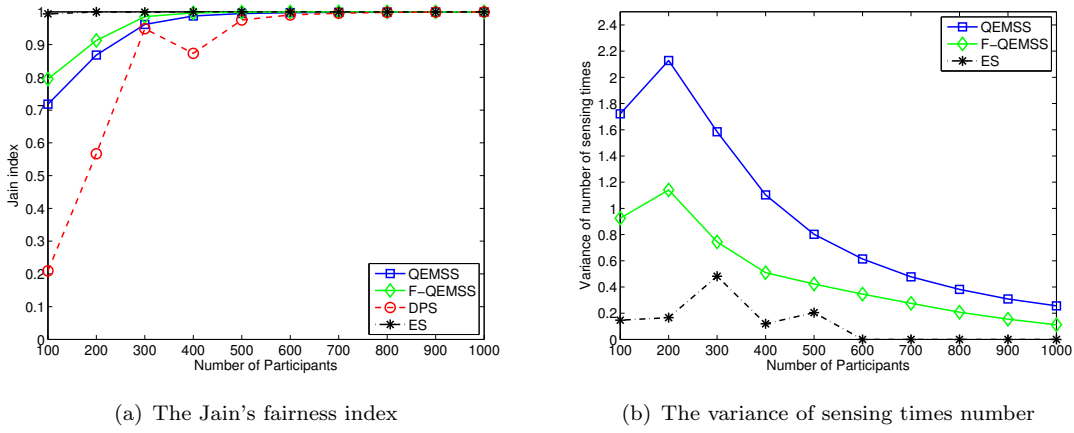 1
0.9
0.8
0.7
0.6
0.5
0.4
0.3
0.2
0.1
0
Jain index
100 200 300 400 500 600 700 800 900 1000
Number of Participants
QEMSS
F-QEMSS
DPS
ES
(a) The Jain's fairness index
2.4
2.2
2
1.8
1.6
1.4
1.2
1
0.8
0.6
0.4
0.2
0
Variance of number of sensing times
100 200 300 400 500 600 700 800 900 1000
Number of Participants
QEMSS
F-QEMSS
ES
(b) The variance of sensing times number